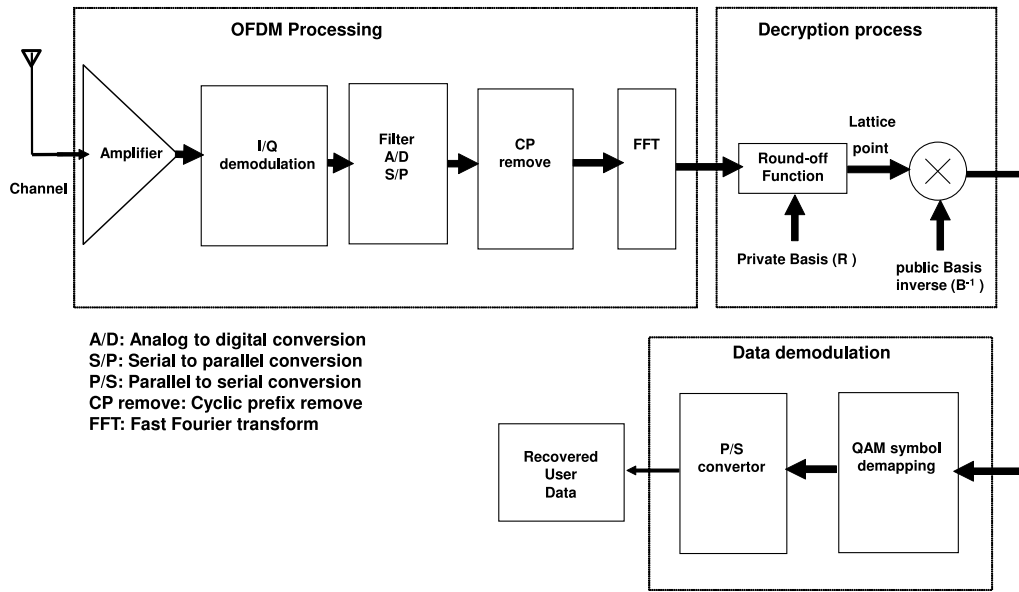 OFDM Processing
Decryption process
Channel
Amplifier
I/Q
demodulation
Filter
A/D
S/P
CP
remove
FFT
Round-off
Function
Lattice
point
Private Basis (R )
public Basis
inverse (B⁻¹ )
A/D: Analog to digital conversion
S/P: Serial to parallel conversion
P/S: Parallel to serial conversion
CP remove: Cyclic prefix remove
FFT: Fast Fourier transform
Data demodulation
Recovered
User
Data
P/S
convertor
QAM symbol
demapping